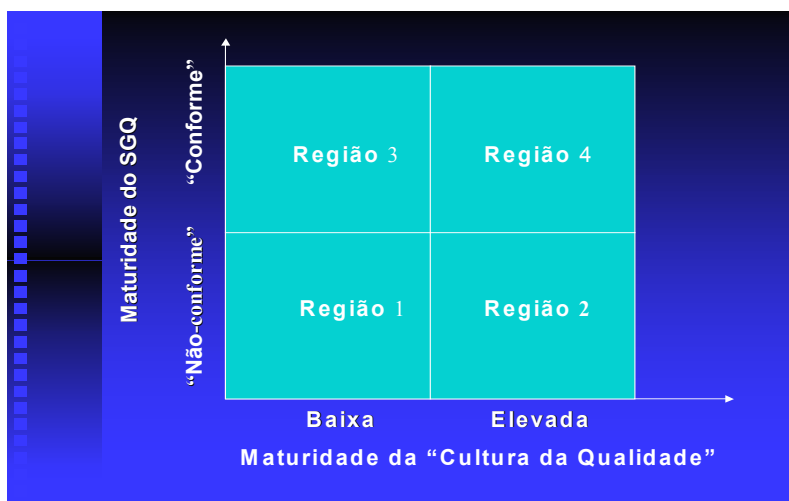 Maturidade do SGQ
“Conforme”
“Não-conforme”
Região 3
Região 4
Região 1
Região 2
Baixa
Elevada
Maturidade da “Cultura da Qualidade”